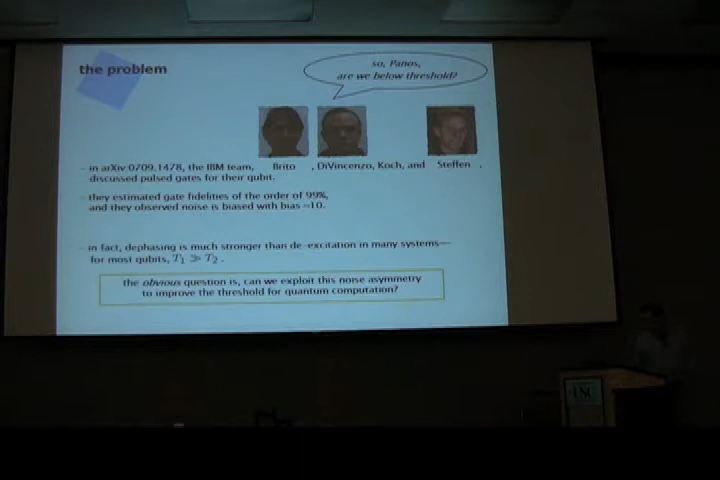 the problem
so, Panos,
are we below threshold?
– in arXiv 0709.1478, the IBM team, Brito , DiVincenzo, Koch, and Steffen .
discussed pulsed gates for their qubit.
– they estimated gate fidelities of the order of 99%,
and they observed noise is biased with bias ~10.
– in fact, dephasing is much stronger than de-excitation in many systems—
for most qubits, T₁ ≫ T₂ .
the obvious question is, can we exploit this noise asymmetry
to improve the threshold for quantum computation?
USC